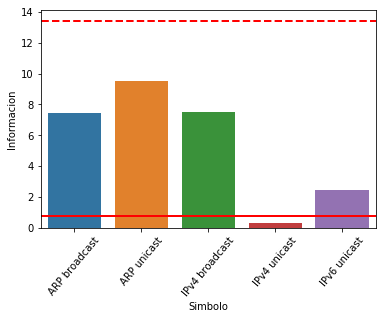 14
12
10
8
6
4
2
0
Informacion
ARP broadcast
ARP unicast
IPv4 broadcast
IPv4 unicast
IPv6 unicast
Simbolo